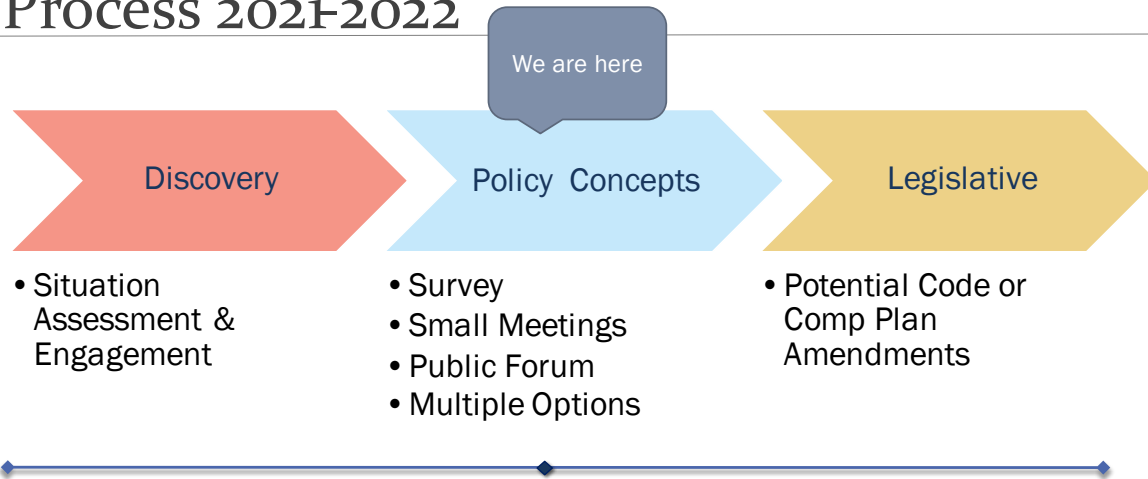 Process 2021-2022
We are here
Discovery
Policy Concepts
Legislative
• Situation
Assessment &
Engagement
• Survey
• Small Meetings
• Public Forum
• Multiple Options
• Potential Code or
Comp Plan
Amendments